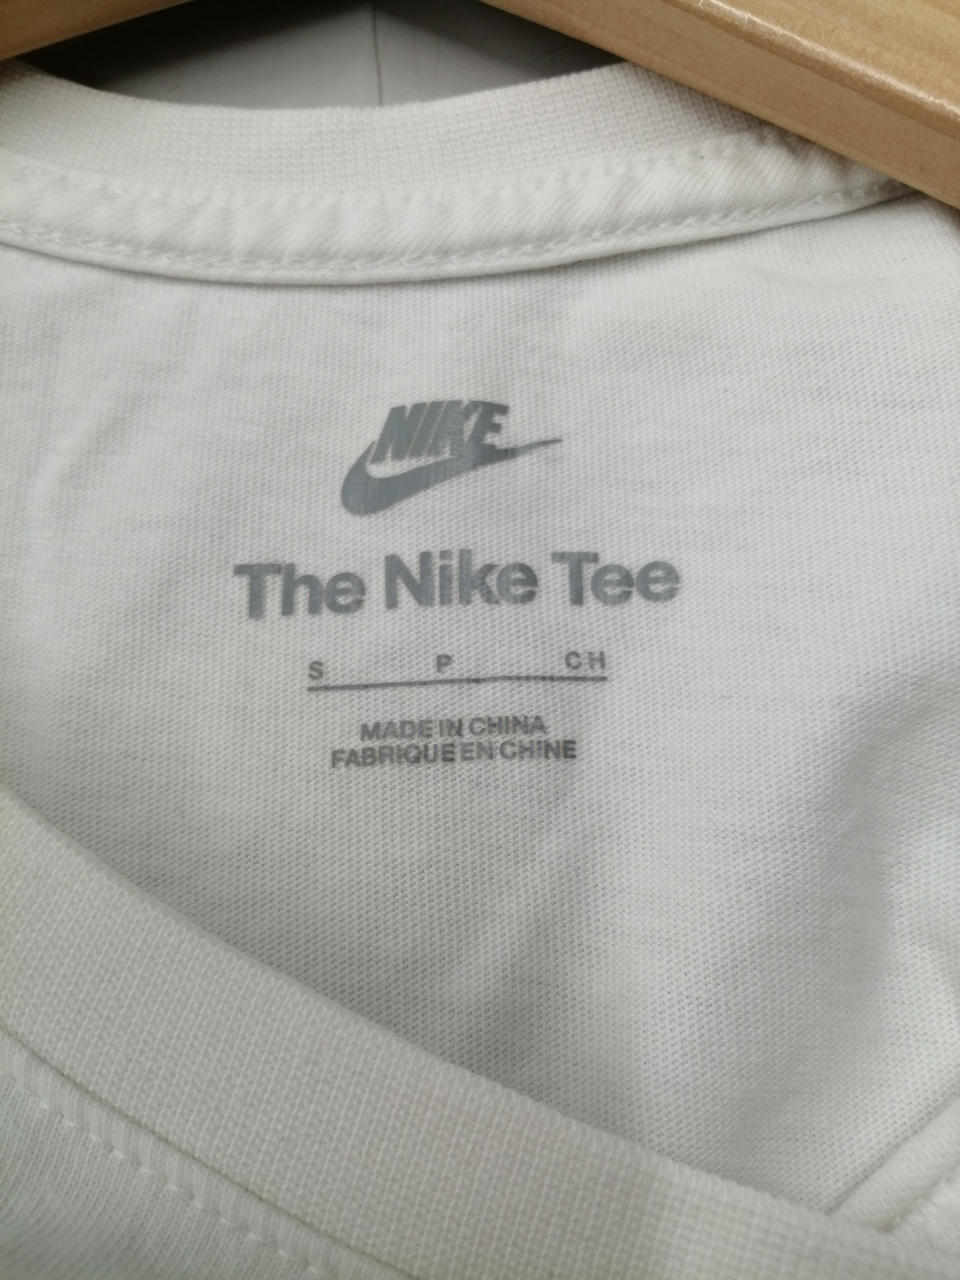 NIKE
The Nike Tee
S P CH
MADE IN CHINA
FABRIQUE EN CHINE